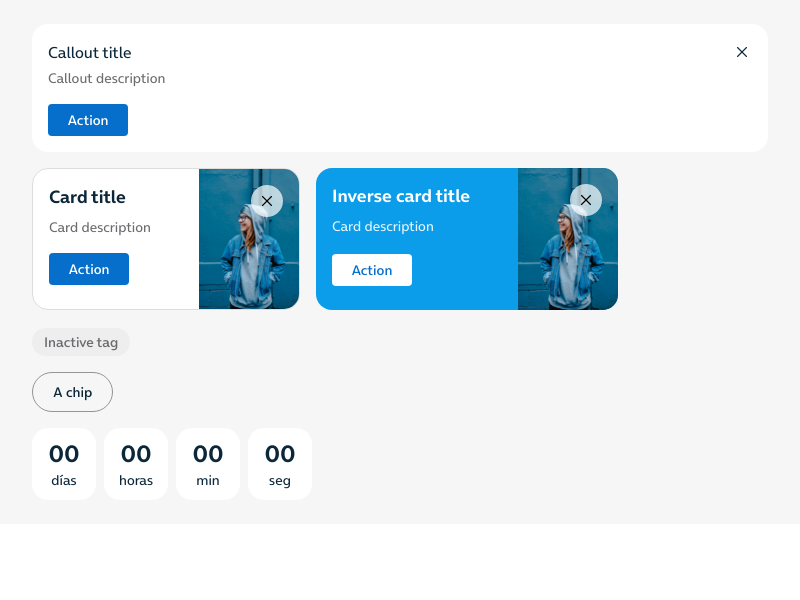 Callout title
Callout description
Action
Card title
Card description
Action
Inverse card title
Card description
Action
Inactive tag
A chip
00 00 00 00
días horas min seg